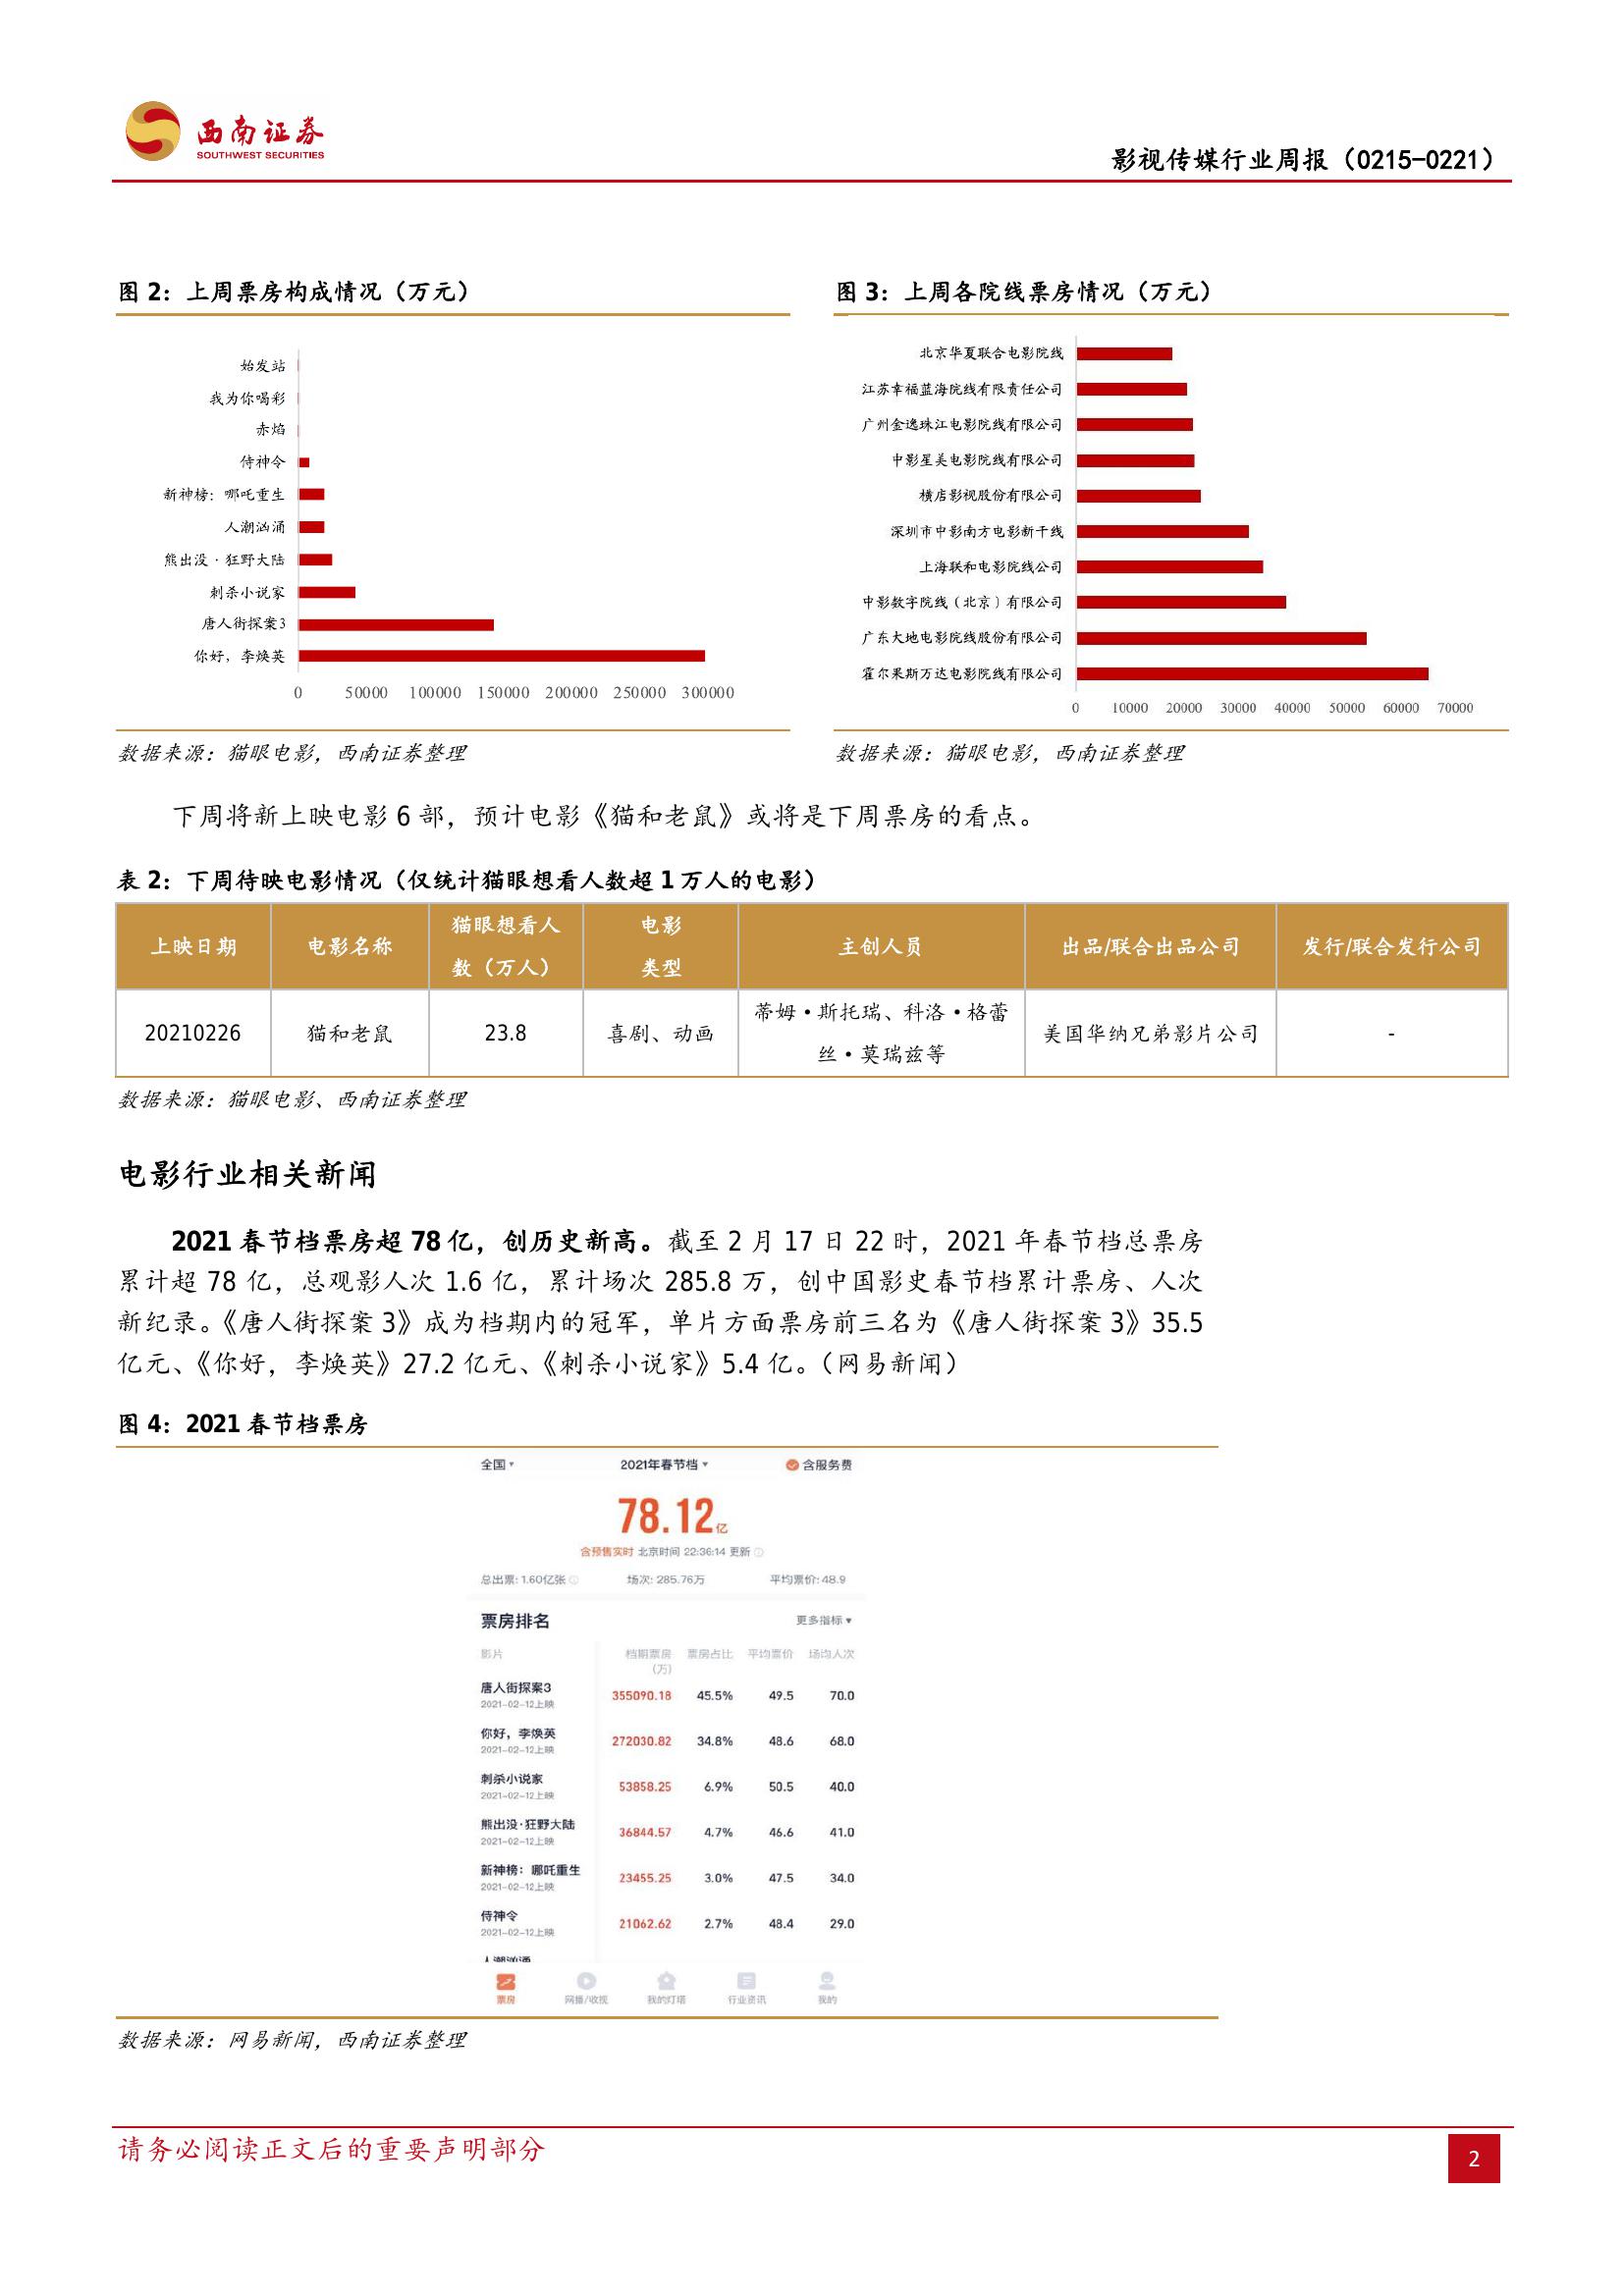 西南证券
SOUTHWEST SECURITIES
影视传媒行业周报（0215-0221）
图 2：上周票房构成情况（万元）
始发站
我为你喝彩
赤焰
侍神令
新神榜：哪吒重生
人潮汹涌
熊出没·狂野大陆
刺杀小说家
唐人街探案3
你好，李焕英
0 50000 100000 150000 200000 250000 300000
数据来源：猫眼电影，西南证券整理
图 3：上周各院线票房情况（万元）
北京华夏联合电影院线
江苏幸福蓝海院线有限责任公司
广州金逸珠江电影院线有限公司
中影星美电影院线有限公司
横店影视股份有限公司
深圳市中影南方电影新干线
上海联和电影院线公司
中影数字院线（北京）有限公司
广东大地电影院线股份有限公司
霍尔果斯万达电影院线有限公司
0 10000 20000 30000 40000 50000 60000 70000
数据来源：猫眼电影，西南证券整理
下周将新上映电影 6 部，预计电影《猫和老鼠》或将是下周票房的看点。
表 2：下周待映电影情况（仅统计猫眼想看人数超 1 万人的电影）
上映日期 电影名称 猫眼想看人数（万人） 电影类型 主创人员 出品/联合出品公司 发行/联合发行公司
20210226 猫和老鼠 23.8 喜剧、动画 蒂姆·斯托瑞、科洛·格蕾丝·莫瑞兹等 美国华纳兄弟影片公司 -
数据来源：猫眼电影、西南证券整理
电影行业相关新闻
2021 春节档票房超 78 亿，创历史新高。截至 2 月 17 日 22 时，2021 年春节档总票房
累计超 78 亿，总观影人次 1.6 亿，累计场次 285.8 万，创中国影史春节档累计票房、人次
新纪录。《唐人街探案 3》成为档期内的冠军，单片方面票房前三名为《唐人街探案 3》35.5
亿元、《你好，李焕英》27.2 亿元、《刺杀小说家》5.4 亿。（网易新闻）
图 4：2021 春节档票房
全国 2021年春节档 含服务费
78.12亿
含预售实时 北京时间 22:36:14 更新
总出票: 1.60亿张 场次: 285.76万 平均票价: 48.9
票房排名 更多指标
影片 档期票房(万) 票房占比 平均票价 场均人次
唐人街探案3 355090.18 45.5% 49.5 70.0
2021-02-12上映
你好，李焕英 272030.82 34.8% 48.6 68.0
2021-02-12上映
刺杀小说家 53858.25 6.9% 50.5 40.0
2021-02-12上映
熊出没·狂野大陆 36844.57 4.7% 46.6 41.0
2021-02-12上映
新神榜：哪吒重生 23455.25 3.0% 47.5 34.0
2021-02-12上映
侍神令 21062.62 2.7% 48.4 29.0
2021-02-12上映
人潮汹涌
票房 网播/收视 我的灯塔 行业资讯 我的
数据来源：网易新闻，西南证券整理
请务必阅读正文后的重要声明部分
2